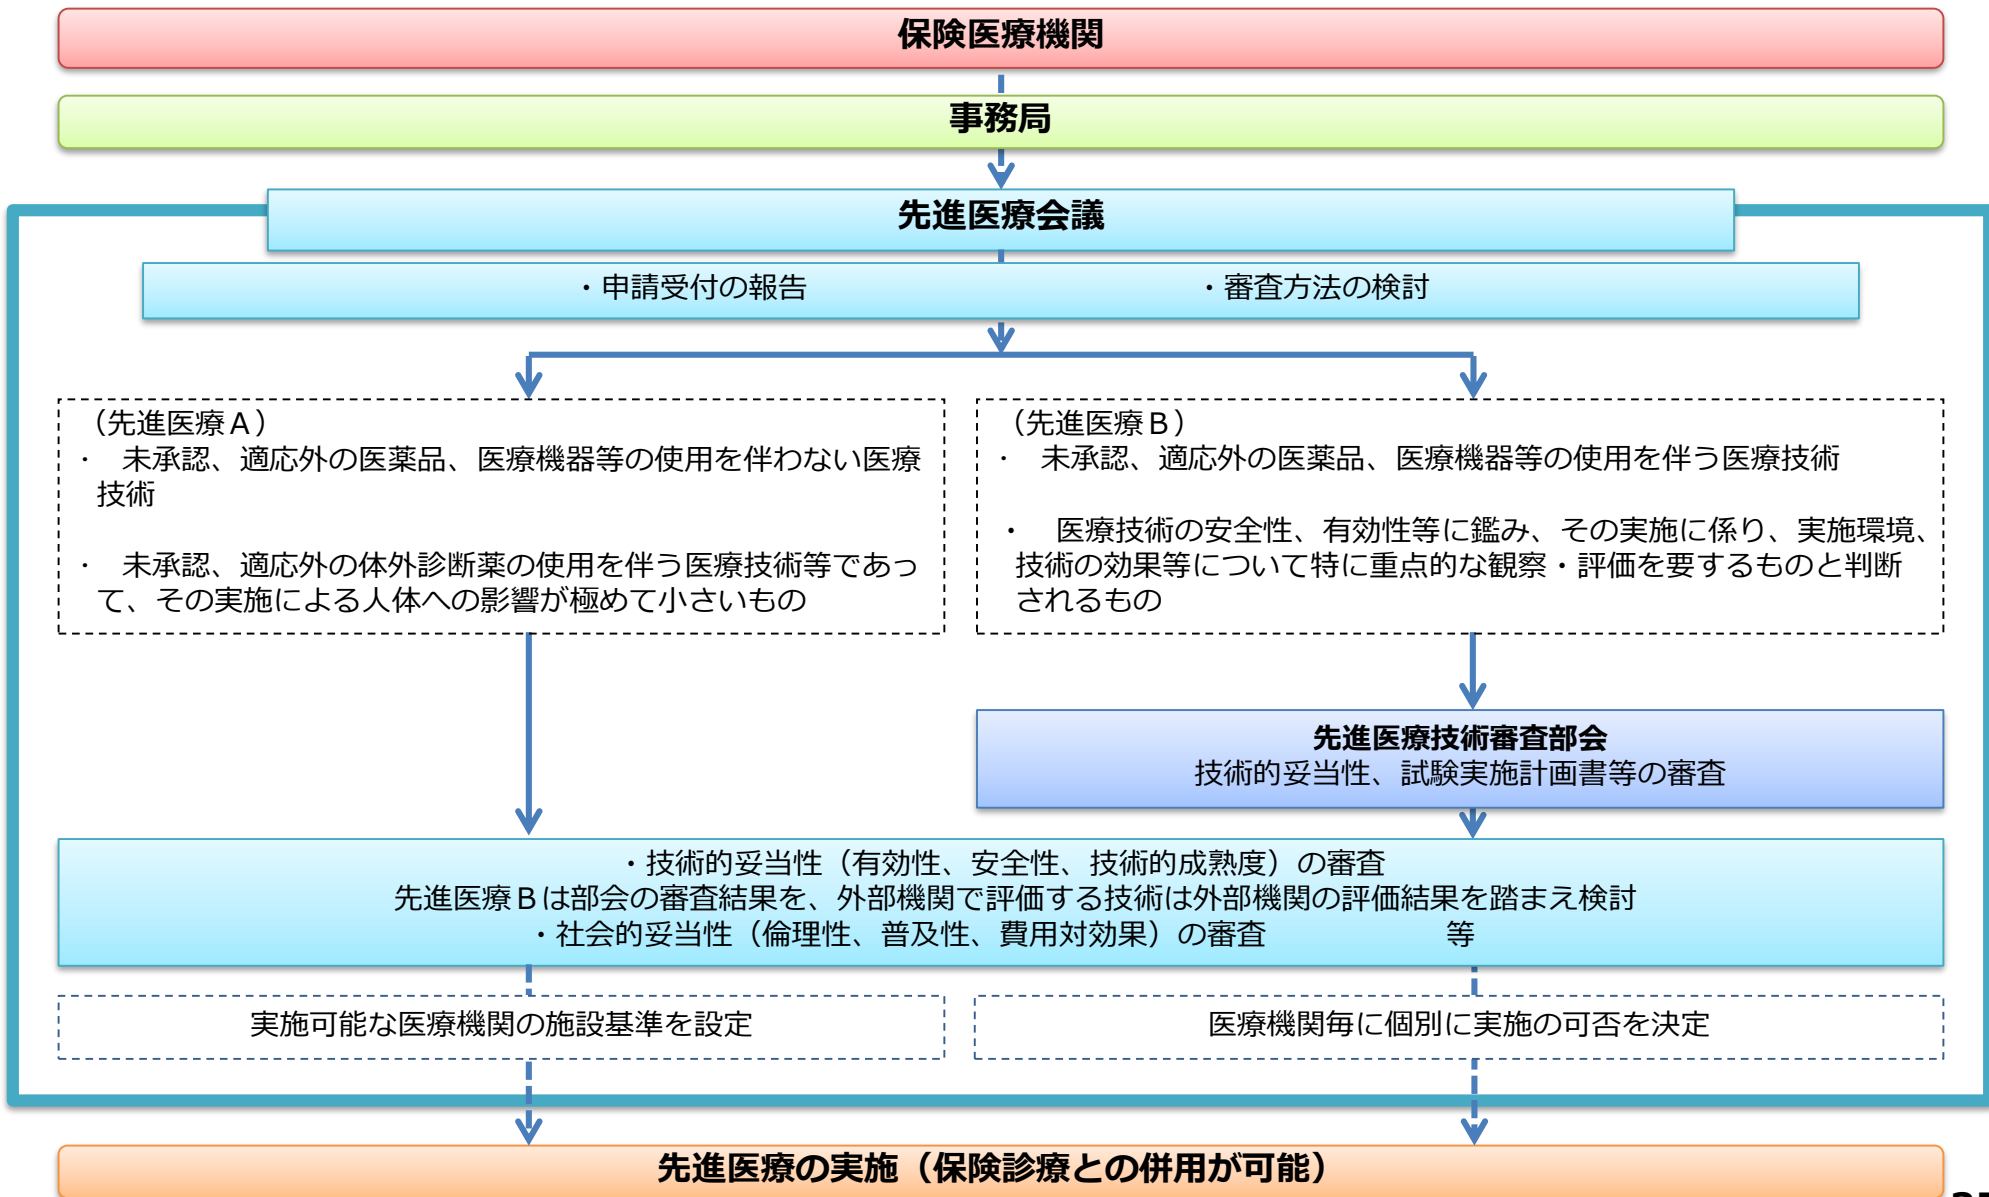 保険医療機関
事務局
先進医療会議
・申請受付の報告
・審査方法の検討
（先進医療Ａ）
・ 未承認、適応外の医薬品、医療機器等の使用を伴わない医療
技術
・ 未承認、適応外の体外診断薬の使用を伴う医療技術等であっ
て、その実施による人体への影響が極めて小さいもの
（先進医療Ｂ）
・ 未承認、適応外の医薬品、医療機器等の使用を伴う医療技術
・ 医療技術の安全性、有効性等に鑑み、その実施に係り、実施環境、
技術の効果等について特に重点的な観察・評価を要するものと判断
されるもの
先進医療技術審査部会
技術的妥当性、試験実施計画書等の審査
・技術的妥当性（有効性、安全性、技術的成熟度）の審査
先進医療Ｂは部会の審査結果を、外部機関で評価する技術は外部機関の評価結果を踏まえ検討
・社会的妥当性（倫理性、普及性、費用対効果）の審査 等
実施可能な医療機関の施設基準を設定
医療機関毎に個別に実施の可否を決定
先進医療の実施（保険診療との併用が可能）